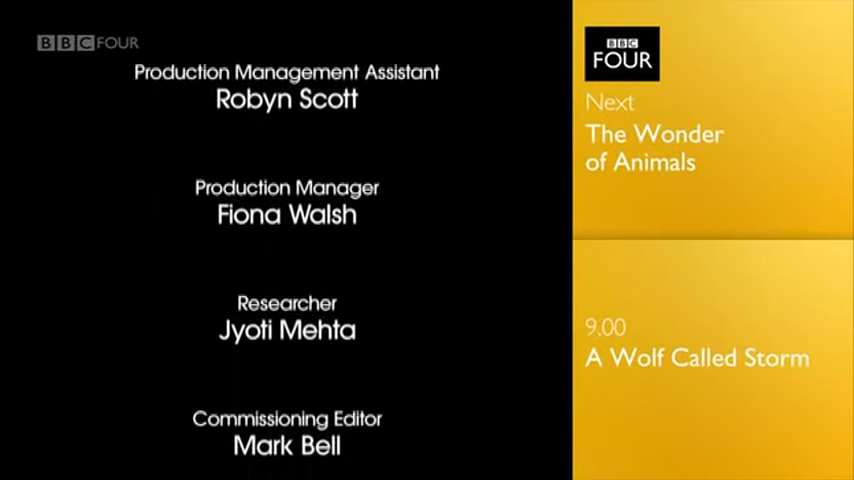 BBC FOUR
Production Management Assistant
Robyn Scott
Production Manager
Fiona Walsh
Researcher
Jyoti Mehta
Commissioning Editor
Mark Bell
BBC
FOUR
Next
The Wonder
of Animals
9.00
A Wolf Called Storm